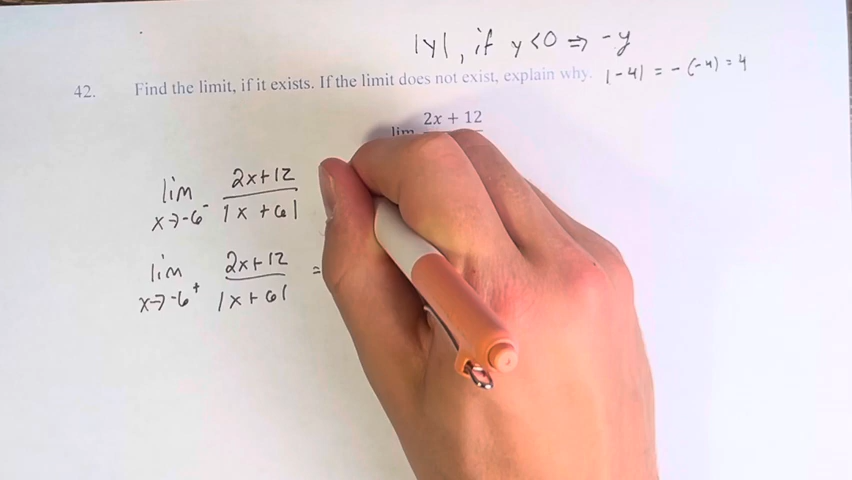 |y|, if y<0 ⇒ -y
42. Find the limit, if it exists. If the limit does not exist, explain why. |-4| = -(-4) = 4
lim 2x + 12
lim 2x+12
x→-6⁻ |x+6|
lim 2x+12 =
x→-6⁺ |x+6|